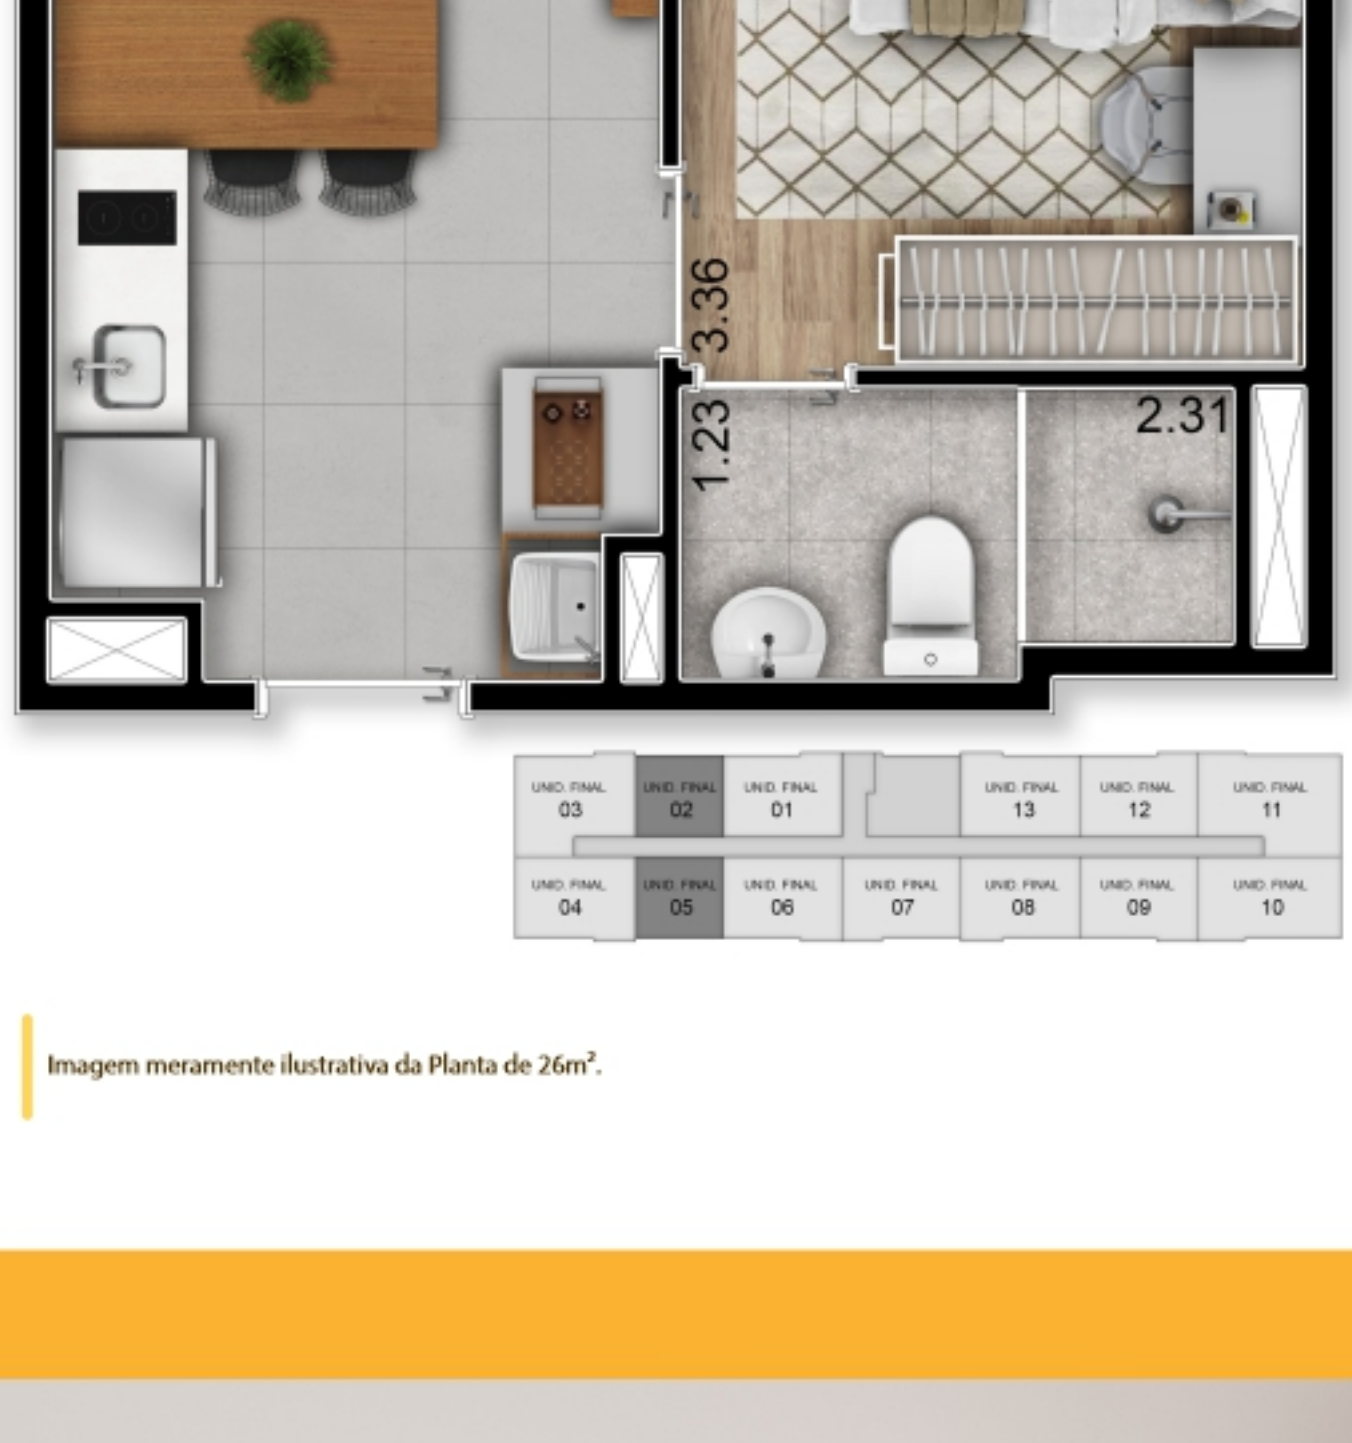 3.36
1.23
2.31
UNID. FINAL
03
UNID. FINAL
02
UNID. FINAL
01
UNID. FINAL
13
UNID. FINAL
12
UNID. FINAL
11
UNID. FINAL
04
UNID. FINAL
05
UNID. FINAL
06
UNID. FINAL
07
UNID. FINAL
08
UNID. FINAL
09
UNID. FINAL
10
Imagem meramente ilustrativa da Planta de 26m².